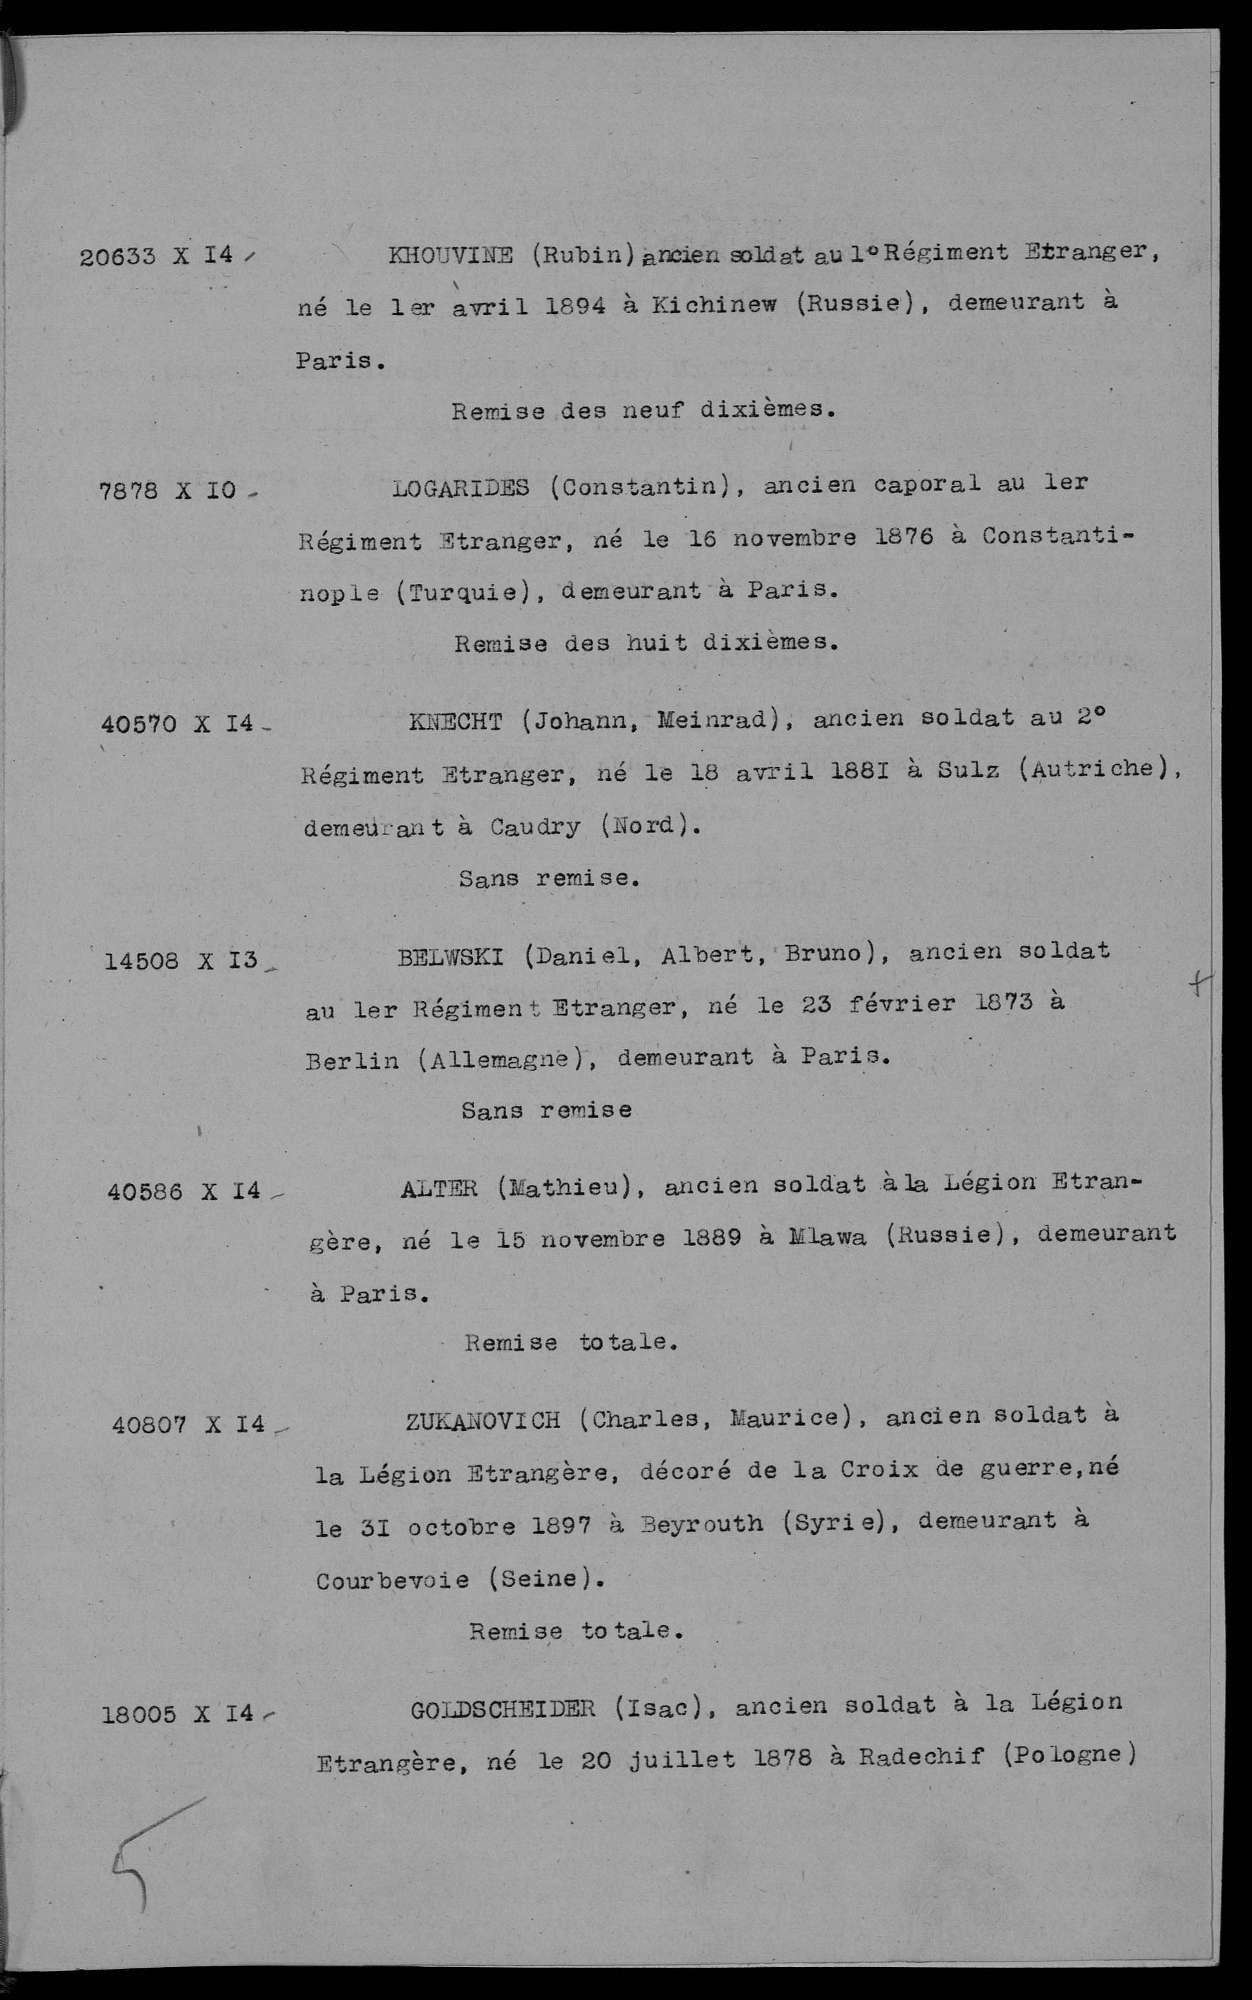 20633 X I4 - KHOUVINE (Rubin) ancien soldat au 1° Régiment Etranger,
né le 1er avril 1894 à Kichinew (Russie), demeurant à
Paris.
Remise des neuf dixièmes.
7878 X IO - LOGARIDES (Constantin), ancien caporal au 1er
Régiment Etranger, né le 16 novembre 1876 à Constanti-
nople (Turquie), demeurant à Paris.
Remise des huit dixièmes.
40570 X I4 - KNECHT (Johann, Meinrad), ancien soldat au 2°
Régiment Etranger, né le 18 avril 188I à Sulz (Autriche),
demeurant à Caudry (Nord).
Sans remise.
14508 X I3 - BELWSKI (Daniel, Albert, Bruno), ancien soldat
au 1er Régiment Etranger, né le 23 février 1873 à
Berlin (Allemagne), demeurant à Paris.
Sans remise
40586 X I4 - ALTER (Mathieu), ancien soldat à la Légion Etran-
gère, né le 15 novembre 1889 à Mlawa (Russie), demeurant
à Paris.
Remise totale.
40807 X I4 - ZUKANOVICH (Charles, Maurice), ancien soldat à
la Légion Etrangère, décoré de la Croix de guerre,né
le 3I octobre 1897 à Beyrouth (Syrie), demeurant à
Courbevoie (Seine).
Remise totale.
18005 X I4 - GOLDSCHEIDER (Isac), ancien soldat à la Légion
Etrangère, né le 20 juillet 1878 à Radechif (Pologne)
5